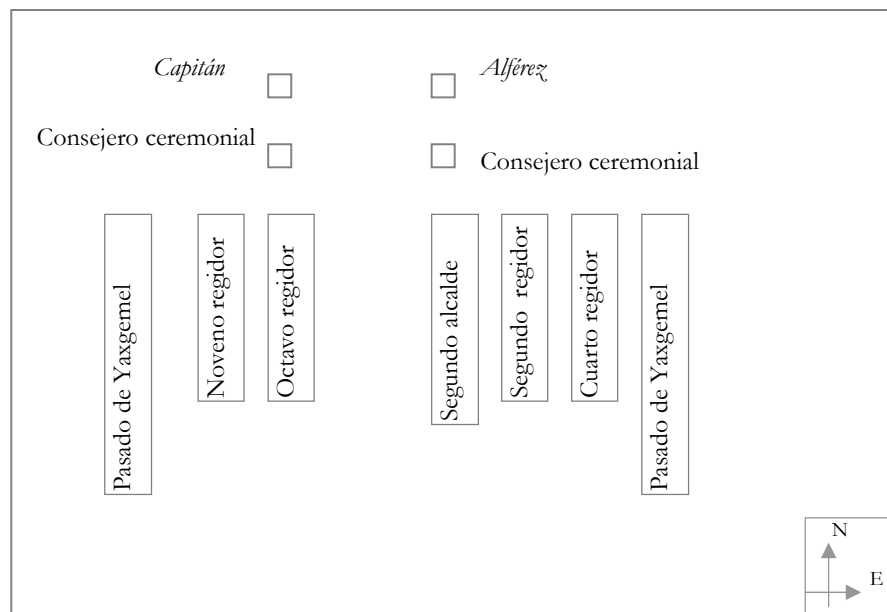 Capitán
Alférez
Consejero ceremonial
Consejero ceremonial
Pasado de Yaxgemel
Noveno regidor
Octavo regidor
Segundo alcalde
Segundo regidor
Cuarto regidor
Pasado de Yaxgemel
N
E